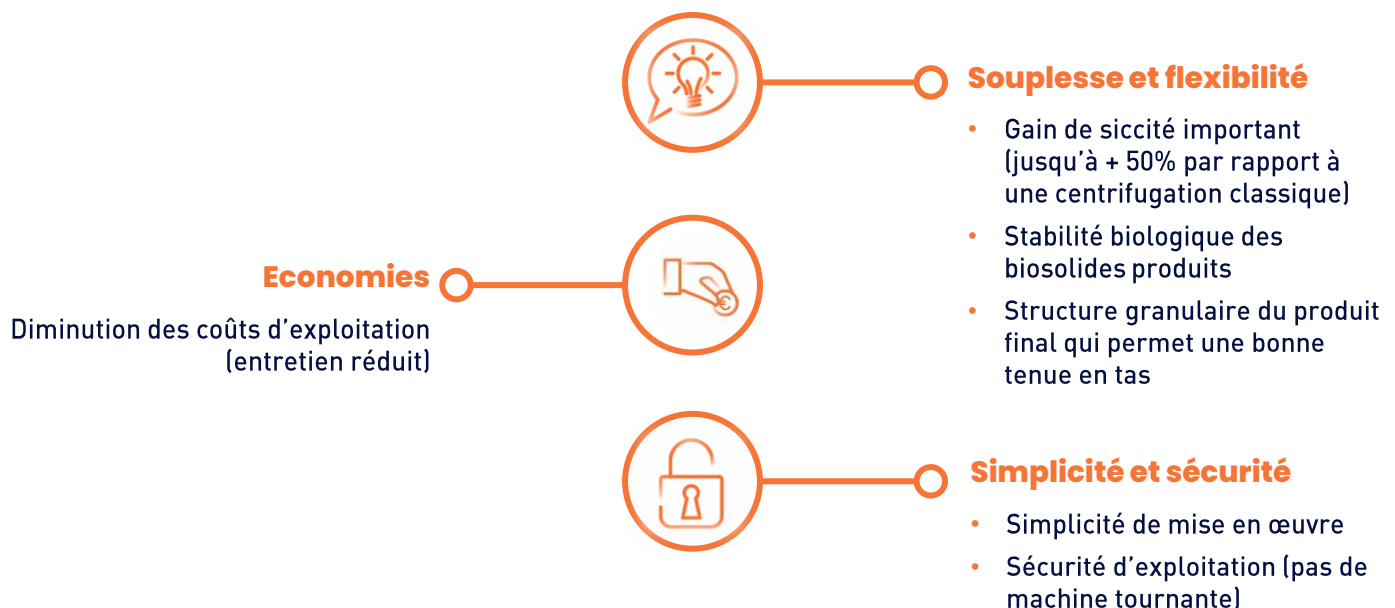 Souplesse et flexibilité
• Gain de siccité important
(jusqu'à + 50% par rapport à
une centrifugation classique)
• Stabilité biologique des
biosolides produits
• Structure granulaire du produit
final qui permet une bonne
tenue en tas
Economies
Diminution des coûts d'exploitation
(entretien réduit)
€
Simplicité et sécurité
• Simplicité de mise en œuvre
• Sécurité d'exploitation (pas de
machine tournante)